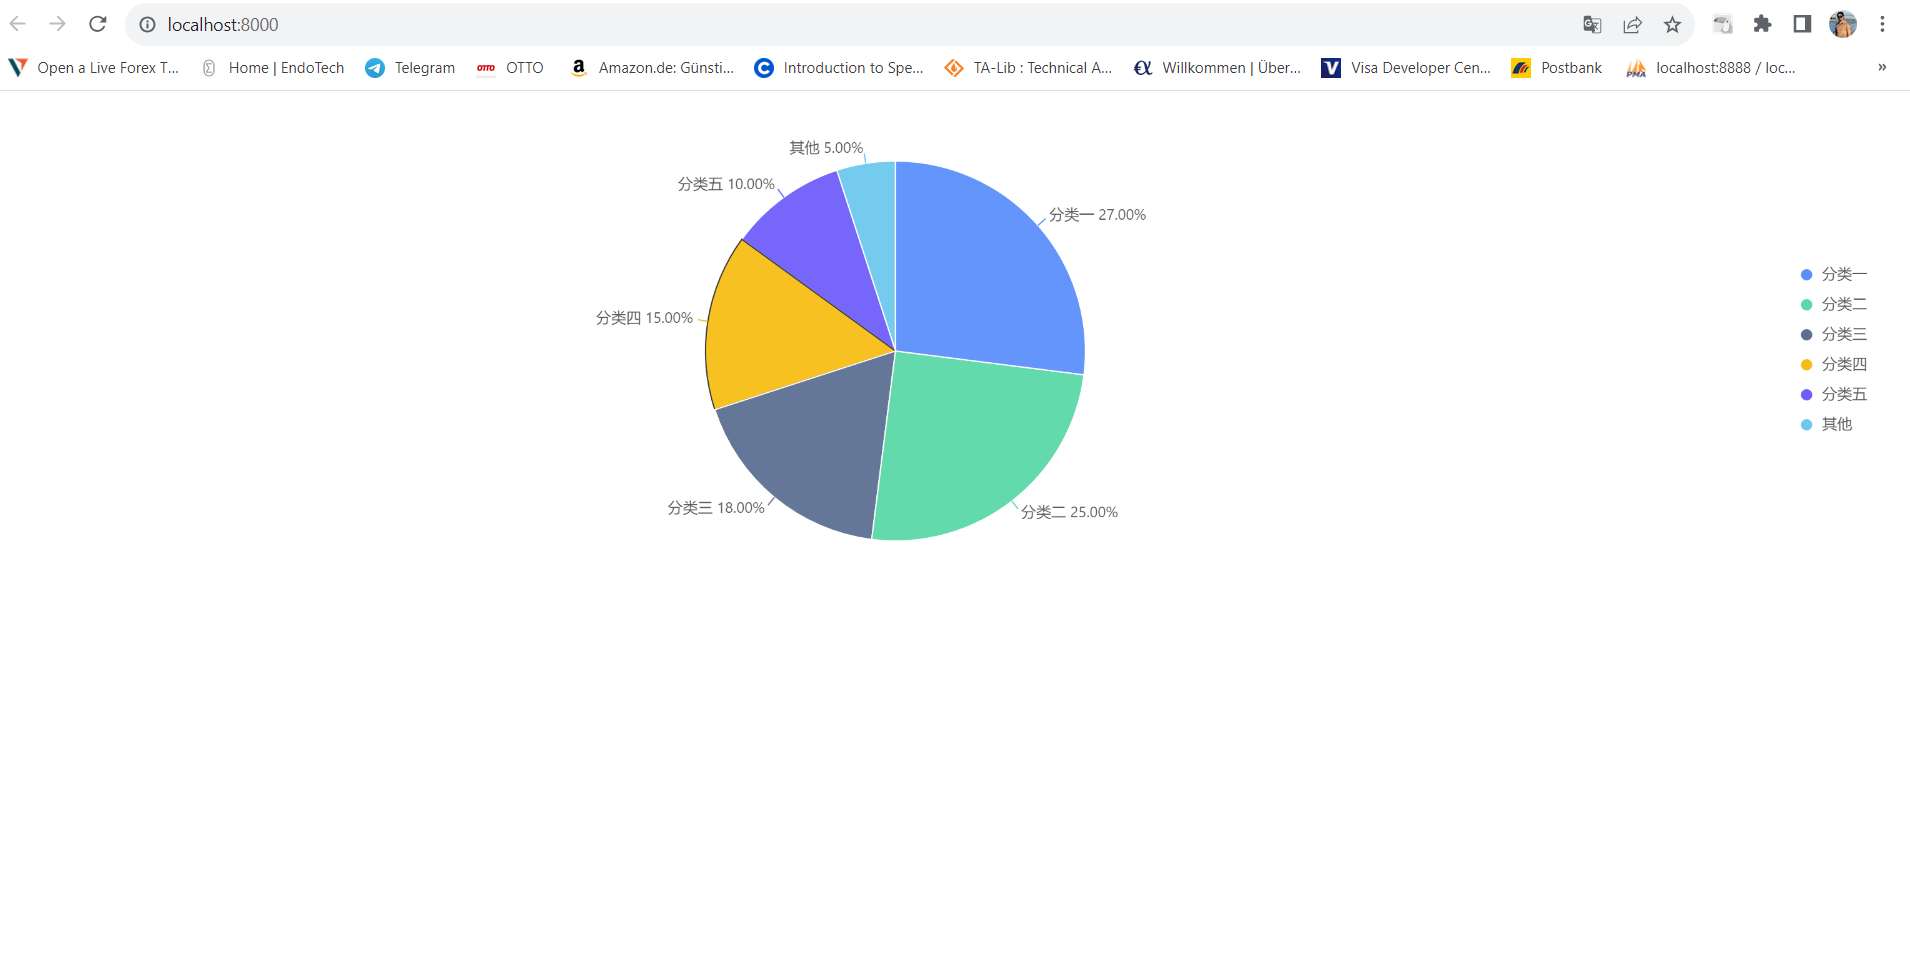 localhost:8000
Open a Live Forex T...
Home | EndoTech
Telegram
OTTO
OTTO
Amazon.de: Günsti...
Introduction to Spe...
TA-Lib : Technical A...
Willkommen | Über...
Visa Developer Cen...
Postbank
PMA
localhost:8888 / loc...
»
其他 5.00%
分类五 10.00%
分类一 27.00%
分类四 15.00%
分类三 18.00%
分类二 25.00%
分类一
分类二
分类三
分类四
分类五
其他